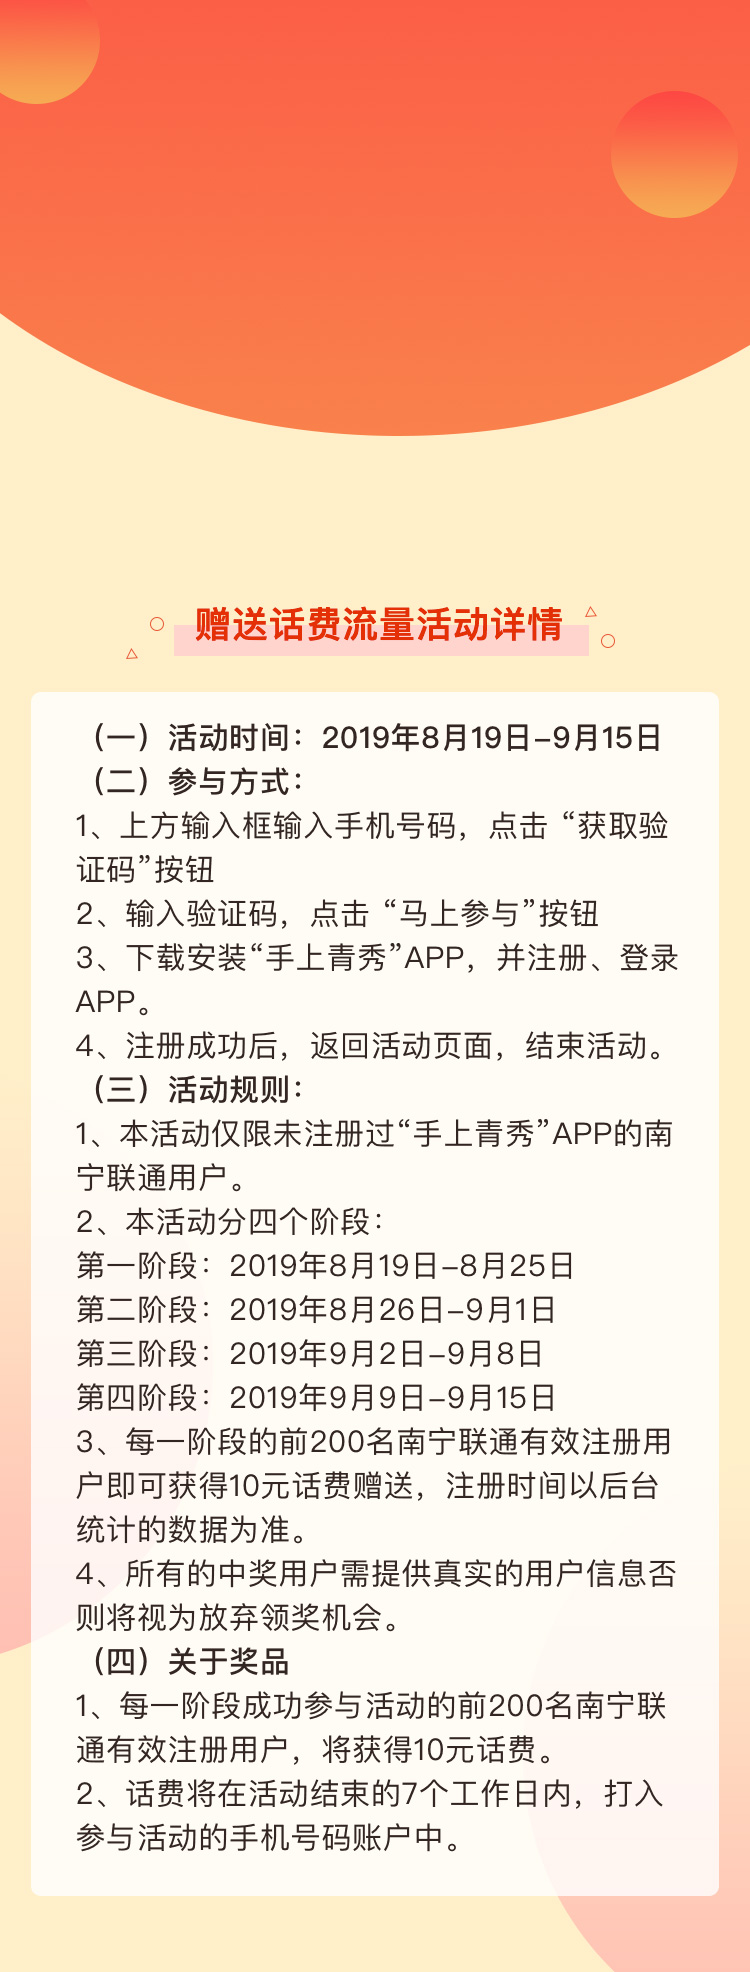 赠送话费流量活动详情
（一）活动时间：2019年8月19日-9月15日
（二）参与方式：
1、上方输入框输入手机号码，点击 “获取验
证码”按钮
2、输入验证码，点击 “马上参与”按钮
3、下载安装“手上青秀”APP，并注册、登录
APP。
4、注册成功后，返回活动页面，结束活动。
（三）活动规则：
1、本活动仅限未注册过“手上青秀”APP的南
宁联通用户。
2、本活动分四个阶段：
第一阶段：2019年8月19日-8月25日
第二阶段：2019年8月26日-9月1日
第三阶段：2019年9月2日-9月8日
第四阶段：2019年9月9日-9月15日
3、每一阶段的前200名南宁联通有效注册用
户即可获得10元话费赠送，注册时间以后台
统计的数据为准。
4、所有的中奖用户需提供真实的用户信息否
则将视为放弃领奖机会。
（四）关于奖品
1、每一阶段成功参与活动的前200名南宁联
通有效注册用户，将获得10元话费。
2、话费将在活动结束的7个工作日内，打入
参与活动的手机号码账户中。